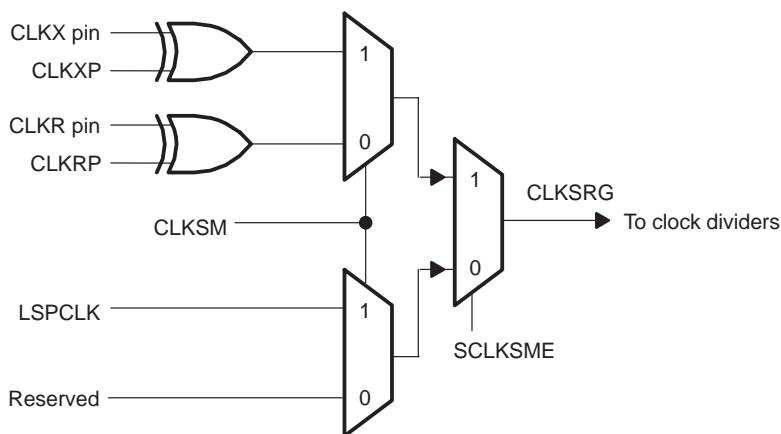 CLKX pin
CLKXP
1
CLKR pin
CLKRP
0
1
CLKSRG
To clock dividers
CLKSM
0
LSPCLK
1
SCLKSME
Reserved
0